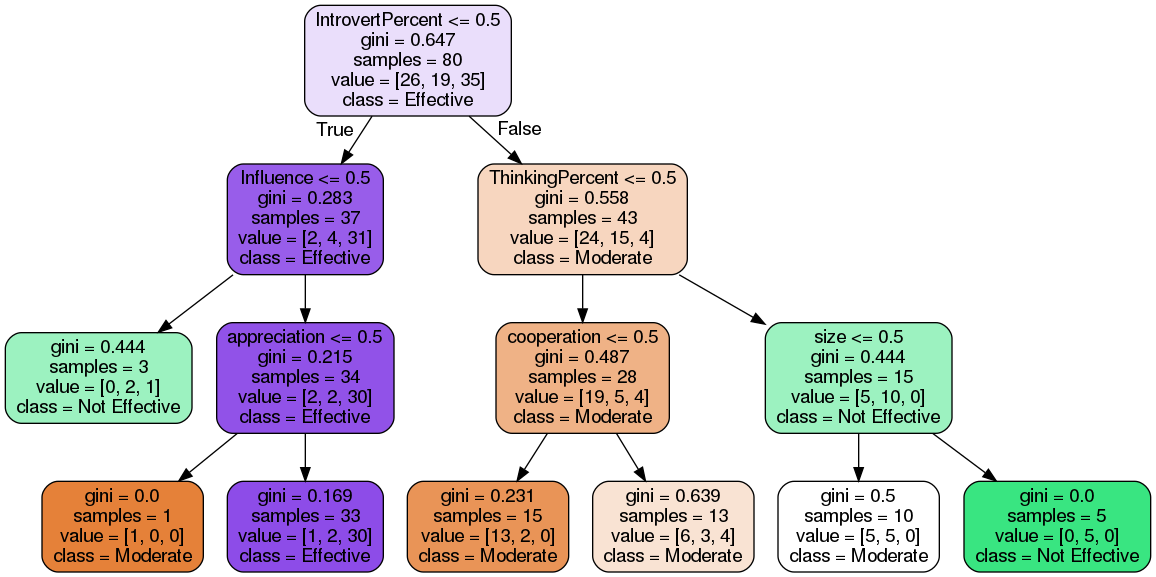 IntrovertPercent <= 0.5
gini = 0.647
samples = 80
value = [26, 19, 35]
class = Effective
True
False
Influence <= 0.5
gini = 0.283
samples = 37
value = [2, 4, 31]
class = Effective
ThinkingPercent <= 0.5
gini = 0.558
samples = 43
value = [24, 15, 4]
class = Moderate
gini = 0.444
samples = 3
value = [0, 2, 1]
class = Not Effective
appreciation <= 0.5
gini = 0.215
samples = 34
value = [2, 2, 30]
class = Effective
cooperation <= 0.5
gini = 0.487
samples = 28
value = [19, 5, 4]
class = Moderate
size <= 0.5
gini = 0.444
samples = 15
value = [5, 10, 0]
class = Not Effective
gini = 0.0
samples = 1
value = [1, 0, 0]
class = Moderate
gini = 0.169
samples = 33
value = [1, 2, 30]
class = Effective
gini = 0.231
samples = 15
value = [13, 2, 0]
class = Moderate
gini = 0.639
samples = 13
value = [6, 3, 4]
class = Moderate
gini = 0.5
samples = 10
value = [5, 5, 0]
class = Moderate
gini = 0.0
samples = 5
value = [0, 5, 0]
class = Not Effective